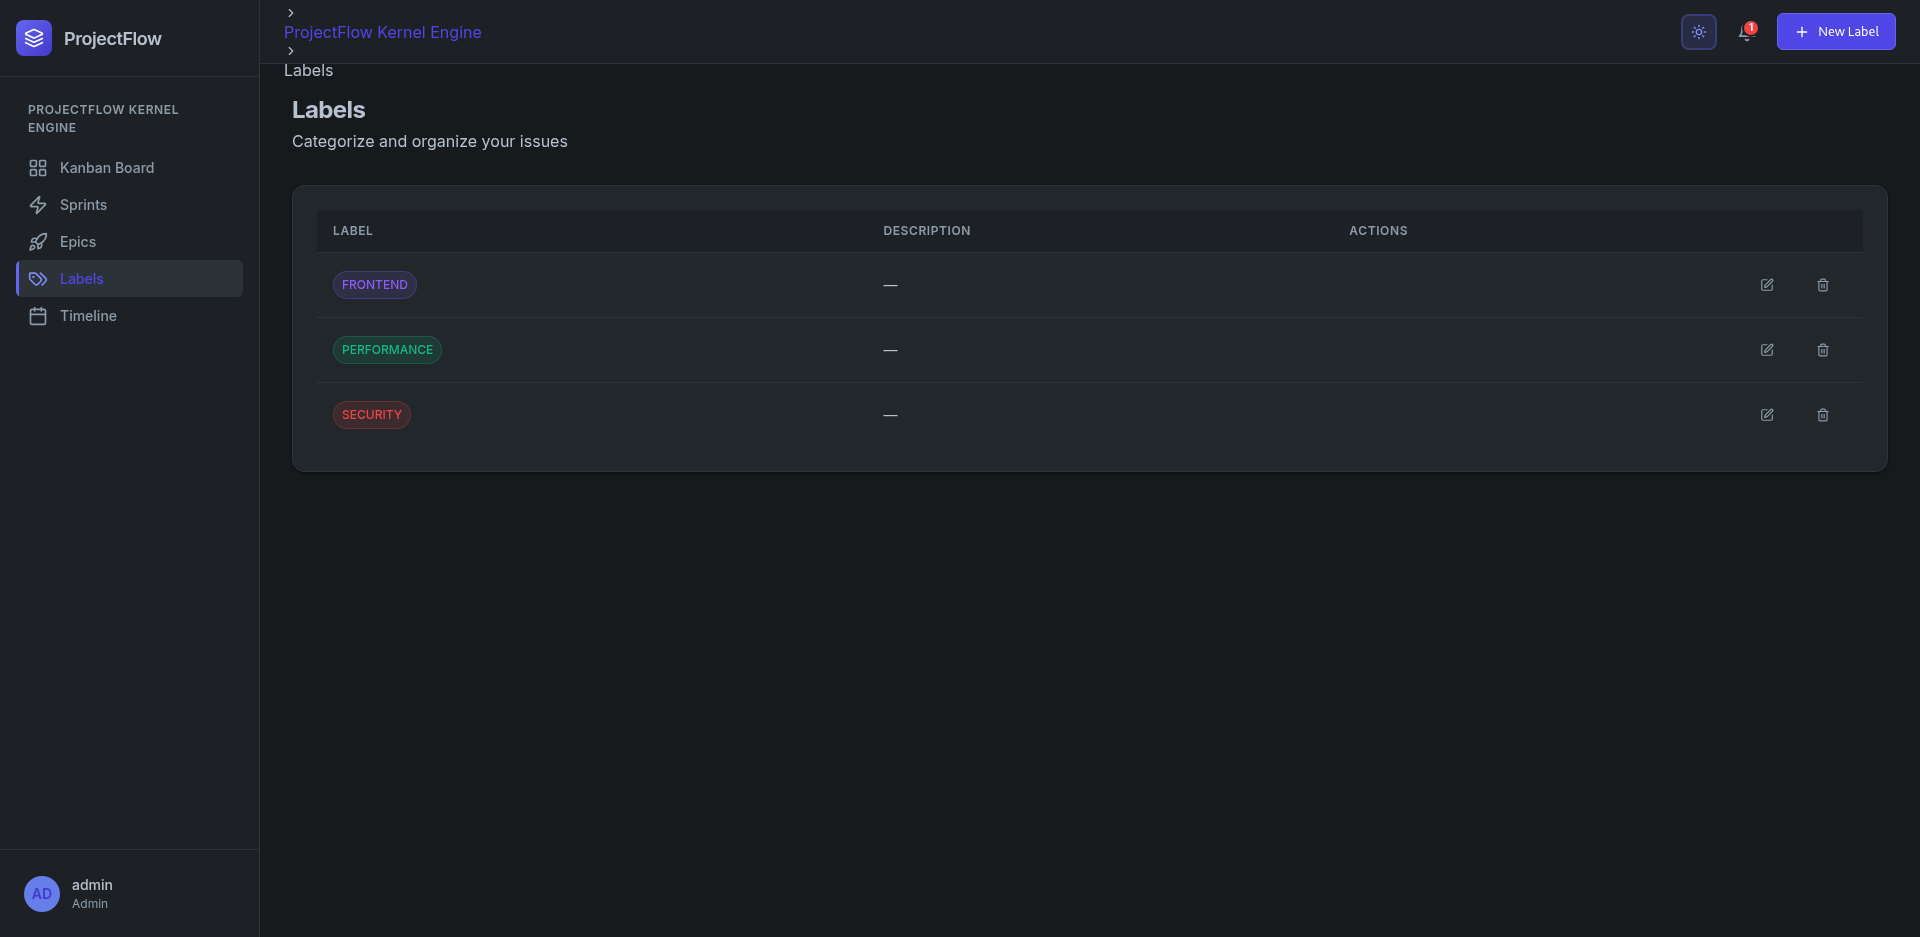 ProjectFlow
PROJECTFLOW KERNEL
ENGINE
Kanban Board
Sprints
Epics
Labels
Timeline
AD
admin
Admin
ProjectFlow Kernel Engine
Labels
1
New Label
Labels
Categorize and organize your issues
LABEL DESCRIPTION ACTIONS
FRONTEND —
PERFORMANCE —
SECURITY —